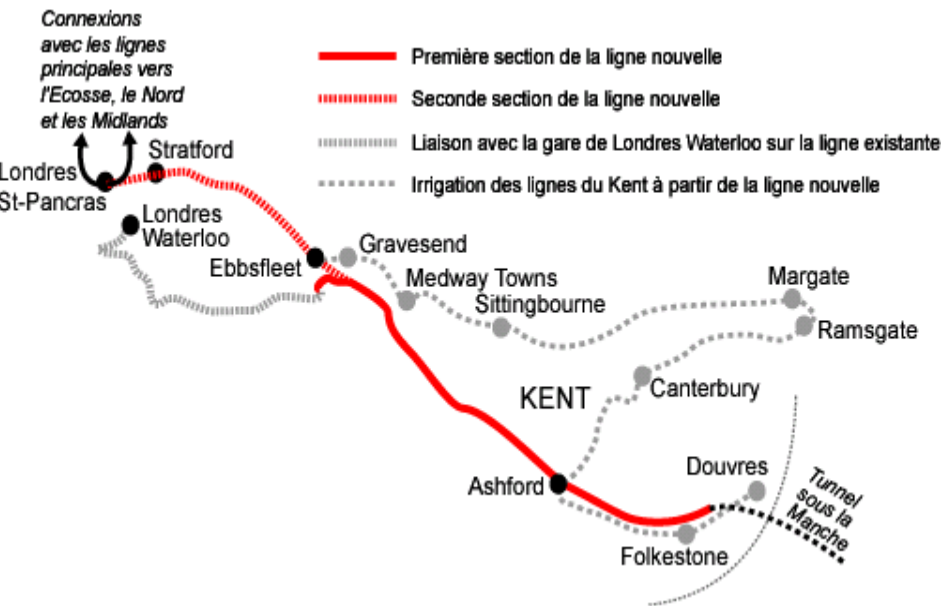 Connexions
avec les lignes
principales vers
l'Ecosse, le Nord
et les Midlands
Première section de la ligne nouvelle
Seconde section de la ligne nouvelle
Liaison avec la gare de Londres Waterloo sur la ligne existante
Irrigation des lignes du Kent à partir de la ligne nouvelle
Stratford
Londres
St-Pancras
Londres
Waterloo
Ebbsfleet
Gravesend
Medway Towns
Sittingbourne
Margate
Ramsgate
KENT
Canterbury
Ashford
Douvres
Folkestone
Tunnel
sous la
Manche